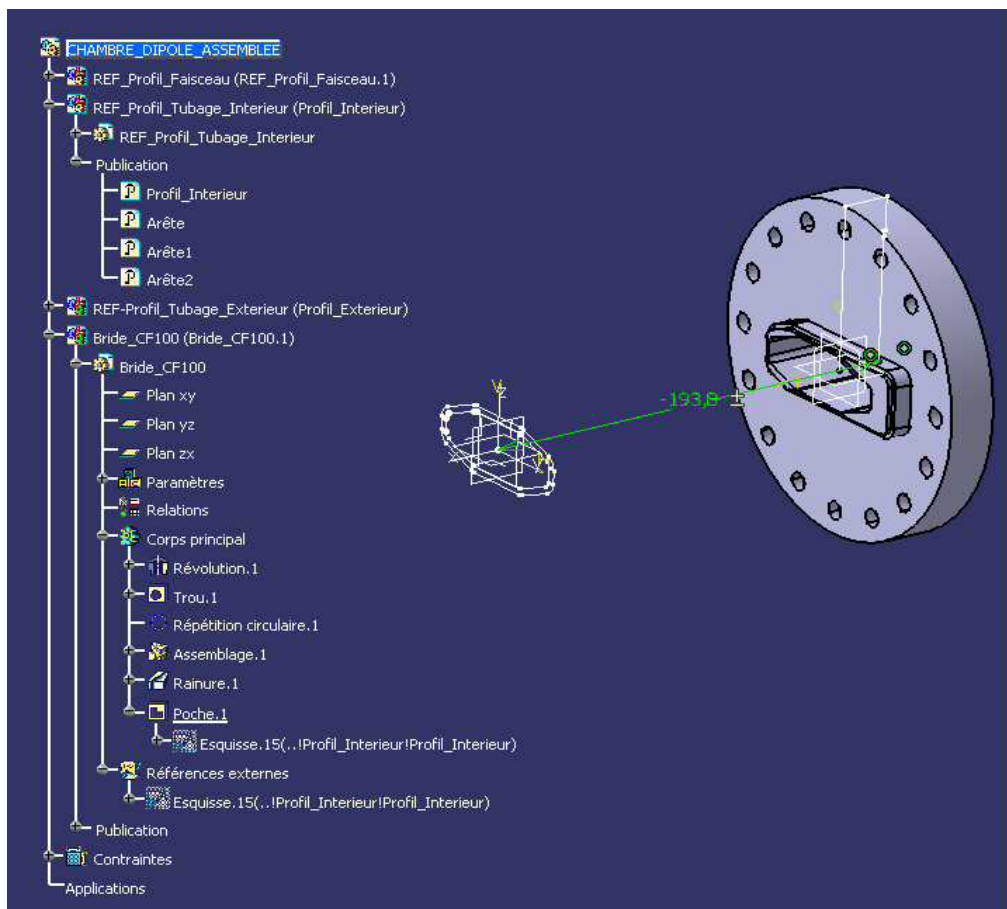 CHAMBRE_DIPOLE_ASSEMBLEE
REF_Profil_Faisceau (REF_Profil_Faisceau.1)
REF_Profil_Tubage_Interieur (Profil_Interieur)
REF_Profil_Tubage_Interieur
Publication
Profil_Interieur
Arête
Arête1
Arête2
REF-Profil_Tubage_Exterieur (Profil_Exterieur)
Bride_CF100 (Bride_CF100.1)
Bride_CF100
Plan xy
Plan yz
Plan zx
Paramètres
Relations
Corps principal
Révolution.1
Trou.1
Répétition circulaire.1
Assemblage.1
Rainure.1
Poche.1
Esquisse.15(..!Profil_Interieur!Profil_Interieur)
Références externes
Esquisse.15(..!Profil_Interieur!Profil_Interieur)
Publication
Contraintes
Applications
-193,8